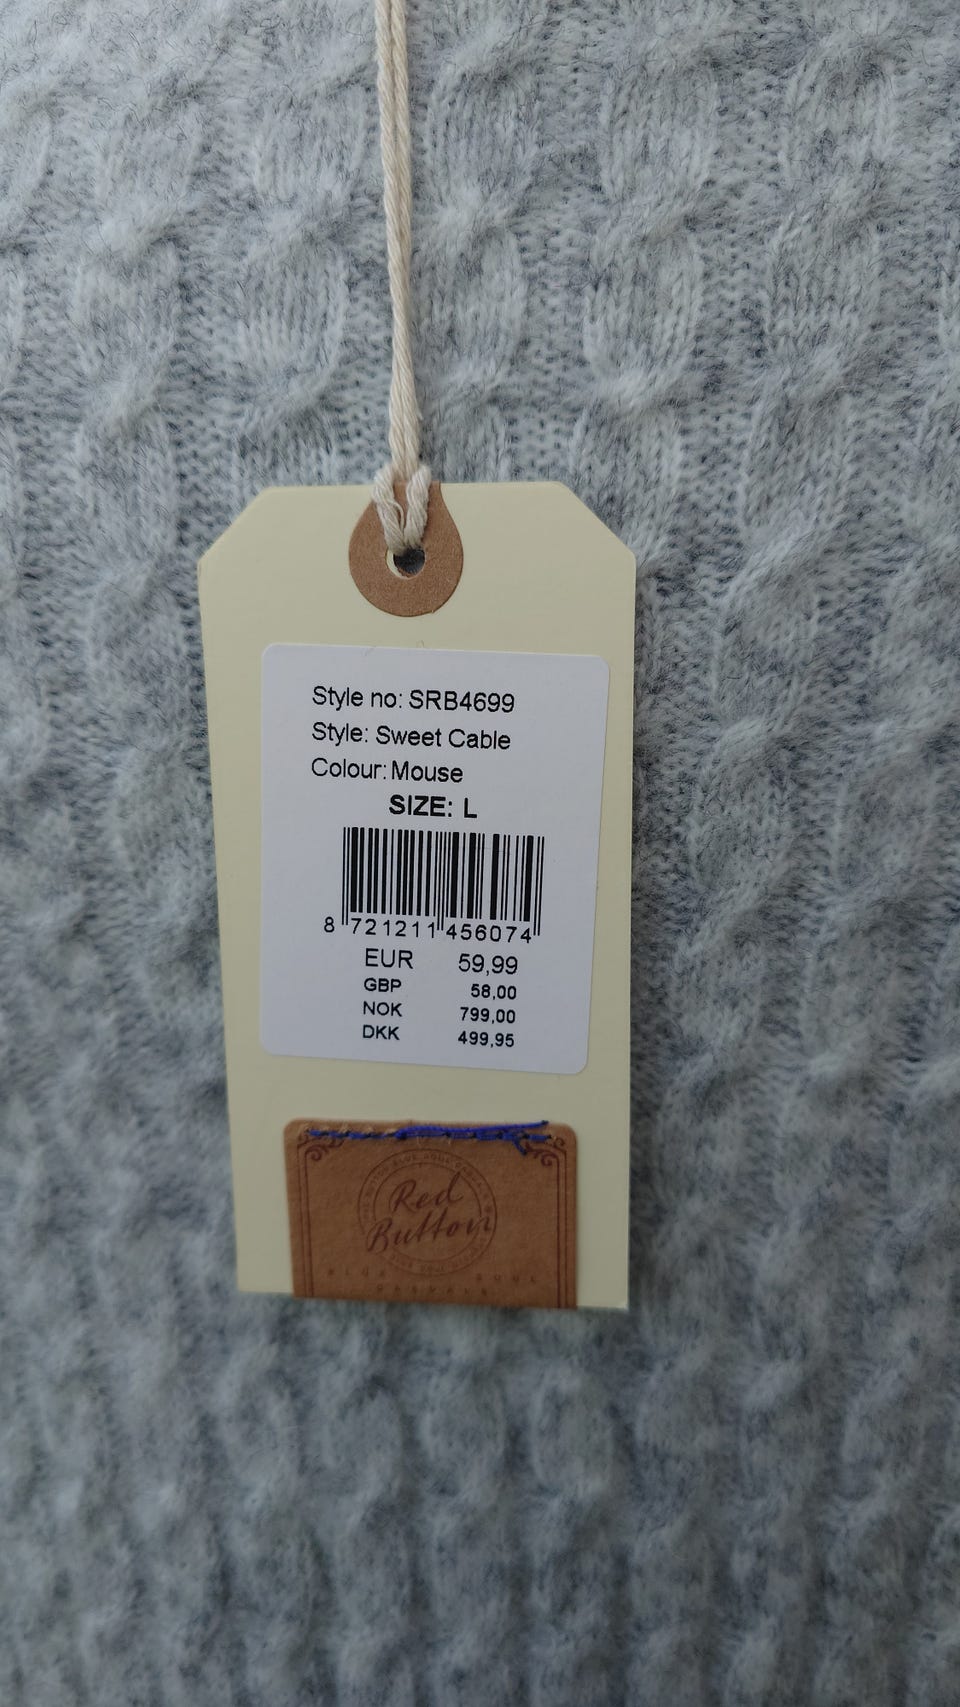 Style no: SRB4699
Style: Sweet Cable
Colour: Mouse
SIZE: L
8 721211 456074
EUR 59,99
GBP 58,00
NOK 799,00
DKK 499,95
Red
Button
SOUL